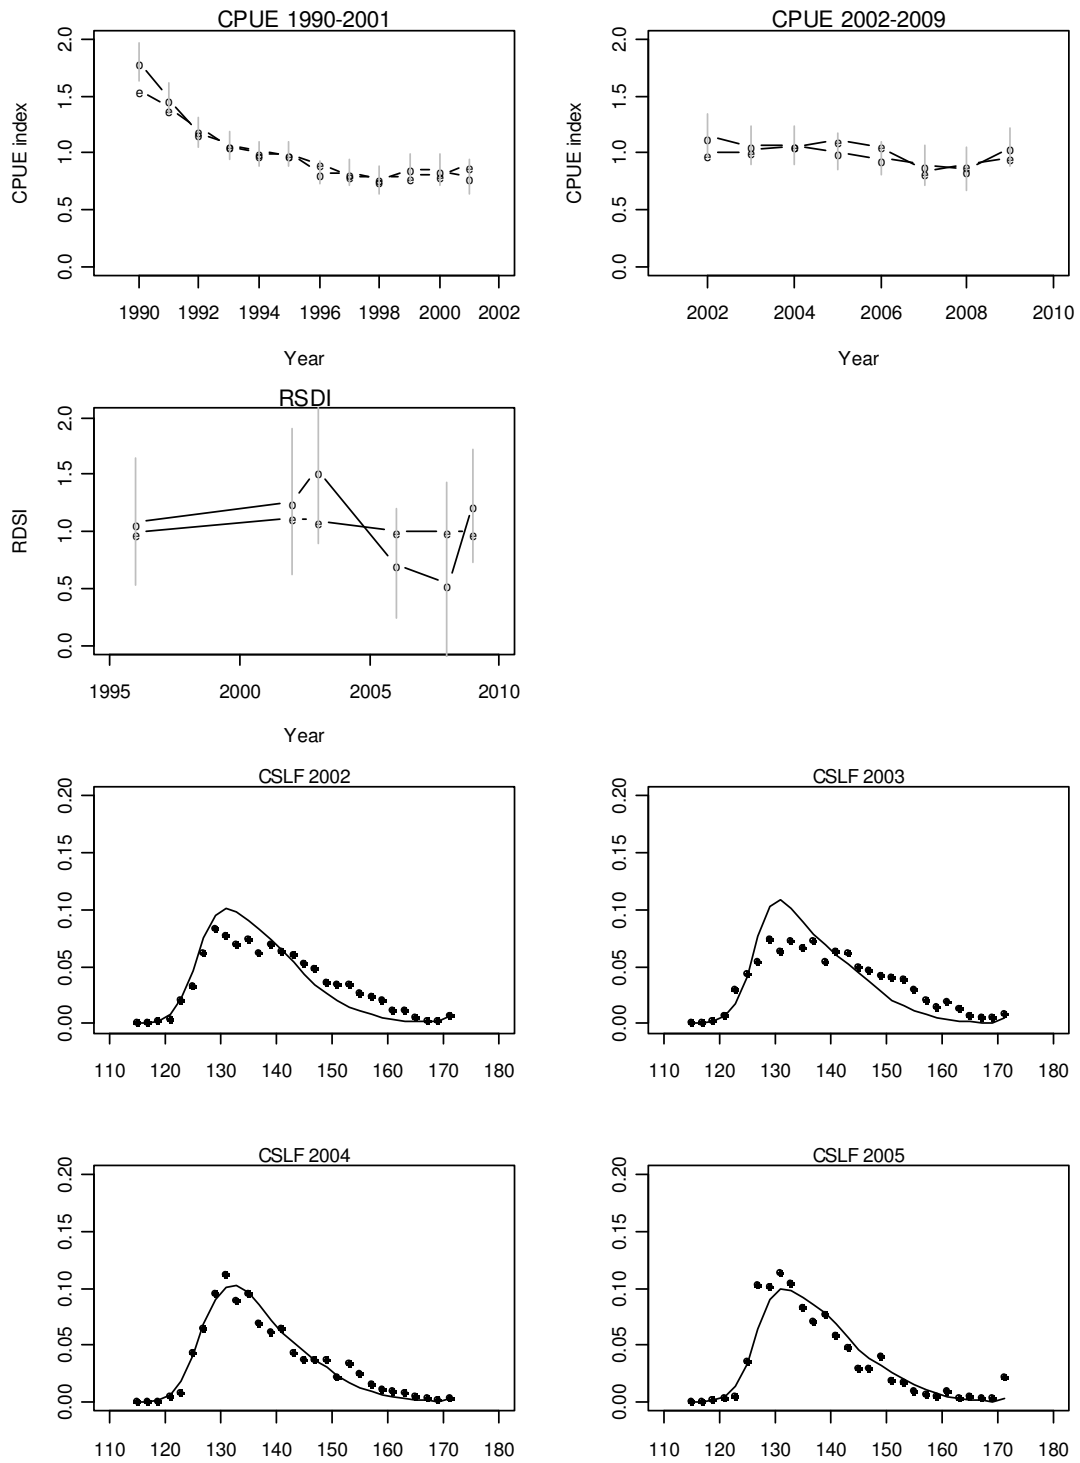 CPUE 1990-2001
CPUE index
0.0 0.5 1.0 1.5 2.0
1990 1992 1994 1996 1998 2000 2002
Year
CPUE 2002-2009
CPUE index
0.0 0.5 1.0 1.5 2.0
2002 2004 2006 2008 2010
Year
RSDI
RDSI
0.0 0.5 1.0 1.5 2.0
1995 2000 2005 2010
Year
CSLF 2002
0.00 0.05 0.10 0.15 0.20
110 120 130 140 150 160 170 180
CSLF 2003
0.00 0.05 0.10 0.15 0.20
110 120 130 140 150 160 170 180
CSLF 2004
0.00 0.05 0.10 0.15 0.20
110 120 130 140 150 160 170 180
CSLF 2005
0.00 0.05 0.10 0.15 0.20
110 120 130 140 150 160 170 180